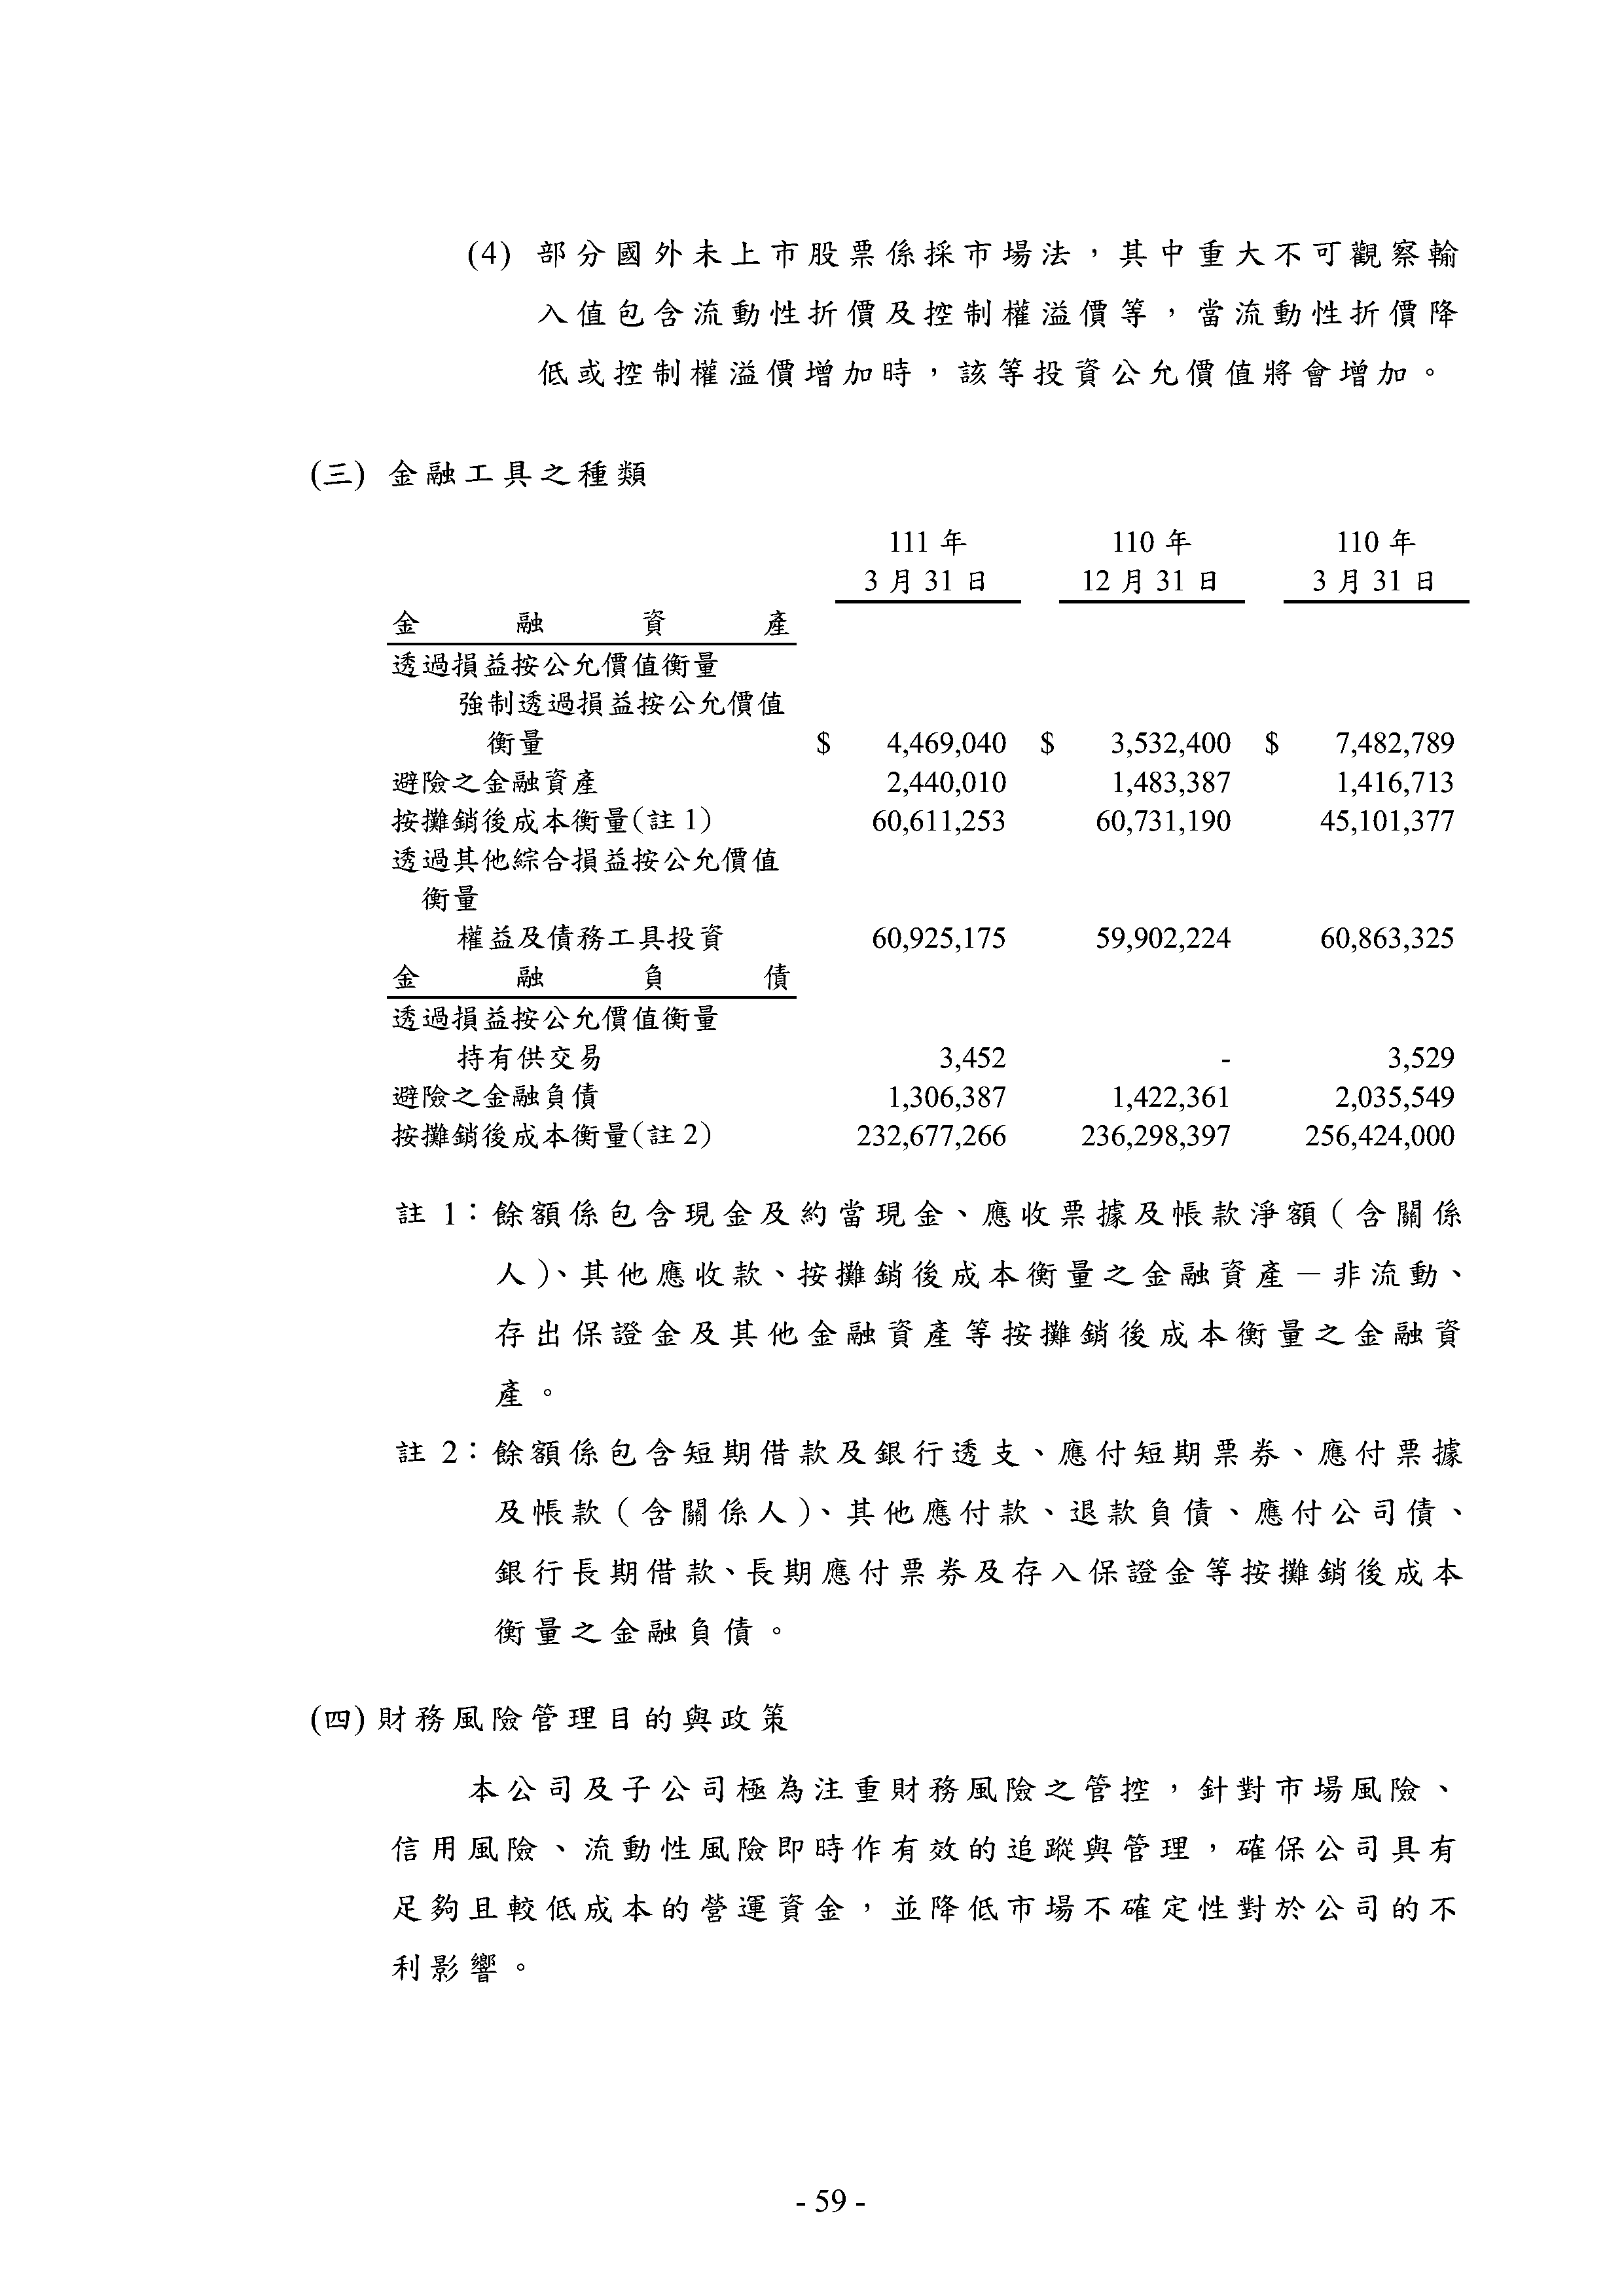 (4) 部分國外未上市股票係採市場法，其中重大不可觀察輸
入值包含流動性折價及控制權溢價等，當流動性折價降
低或控制權溢價增加時，該等投資公允價值將會增加。
(三) 金融工具之種類
111 年 110 年 110 年
3 月 31 日 12 月 31 日 3 月 31 日
金融資產
透過損益按公允價值衡量
強制透過損益按公允價值
衡量 $ 4,469,040 $ 3,532,400 $ 7,482,789
避險之金融資產 2,440,010 1,483,387 1,416,713
按攤銷後成本衡量(註 1) 60,611,253 60,731,190 45,101,377
透過其他綜合損益按公允價值
衡量
權益及債務工具投資 60,925,175 59,902,224 60,863,325
金融負債
透過損益按公允價值衡量
持有供交易 3,452 - 3,529
避險之金融負債 1,306,387 1,422,361 2,035,549
按攤銷後成本衡量(註 2) 232,677,266 236,298,397 256,424,000
註 1：餘額係包含現金及約當現金、應收票據及帳款淨額（含關係
人）、其他應收款、按攤銷後成本衡量之金融資產－非流動、
存出保證金及其他金融資產等按攤銷後成本衡量之金融資
產。
註 2：餘額係包含短期借款及銀行透支、應付短期票券、應付票據
及帳款（含關係人）、其他應付款、退款負債、應付公司債、
銀行長期借款、長期應付票券及存入保證金等按攤銷後成本
衡量之金融負債。
(四) 財務風險管理目的與政策
本公司及子公司極為注重財務風險之管控，針對市場風險、
信用風險、流動性風險即時作有效的追蹤與管理，確保公司具有
足夠且較低成本的營運資金，並降低市場不確定性對於公司的不
利影響。
- 59 -